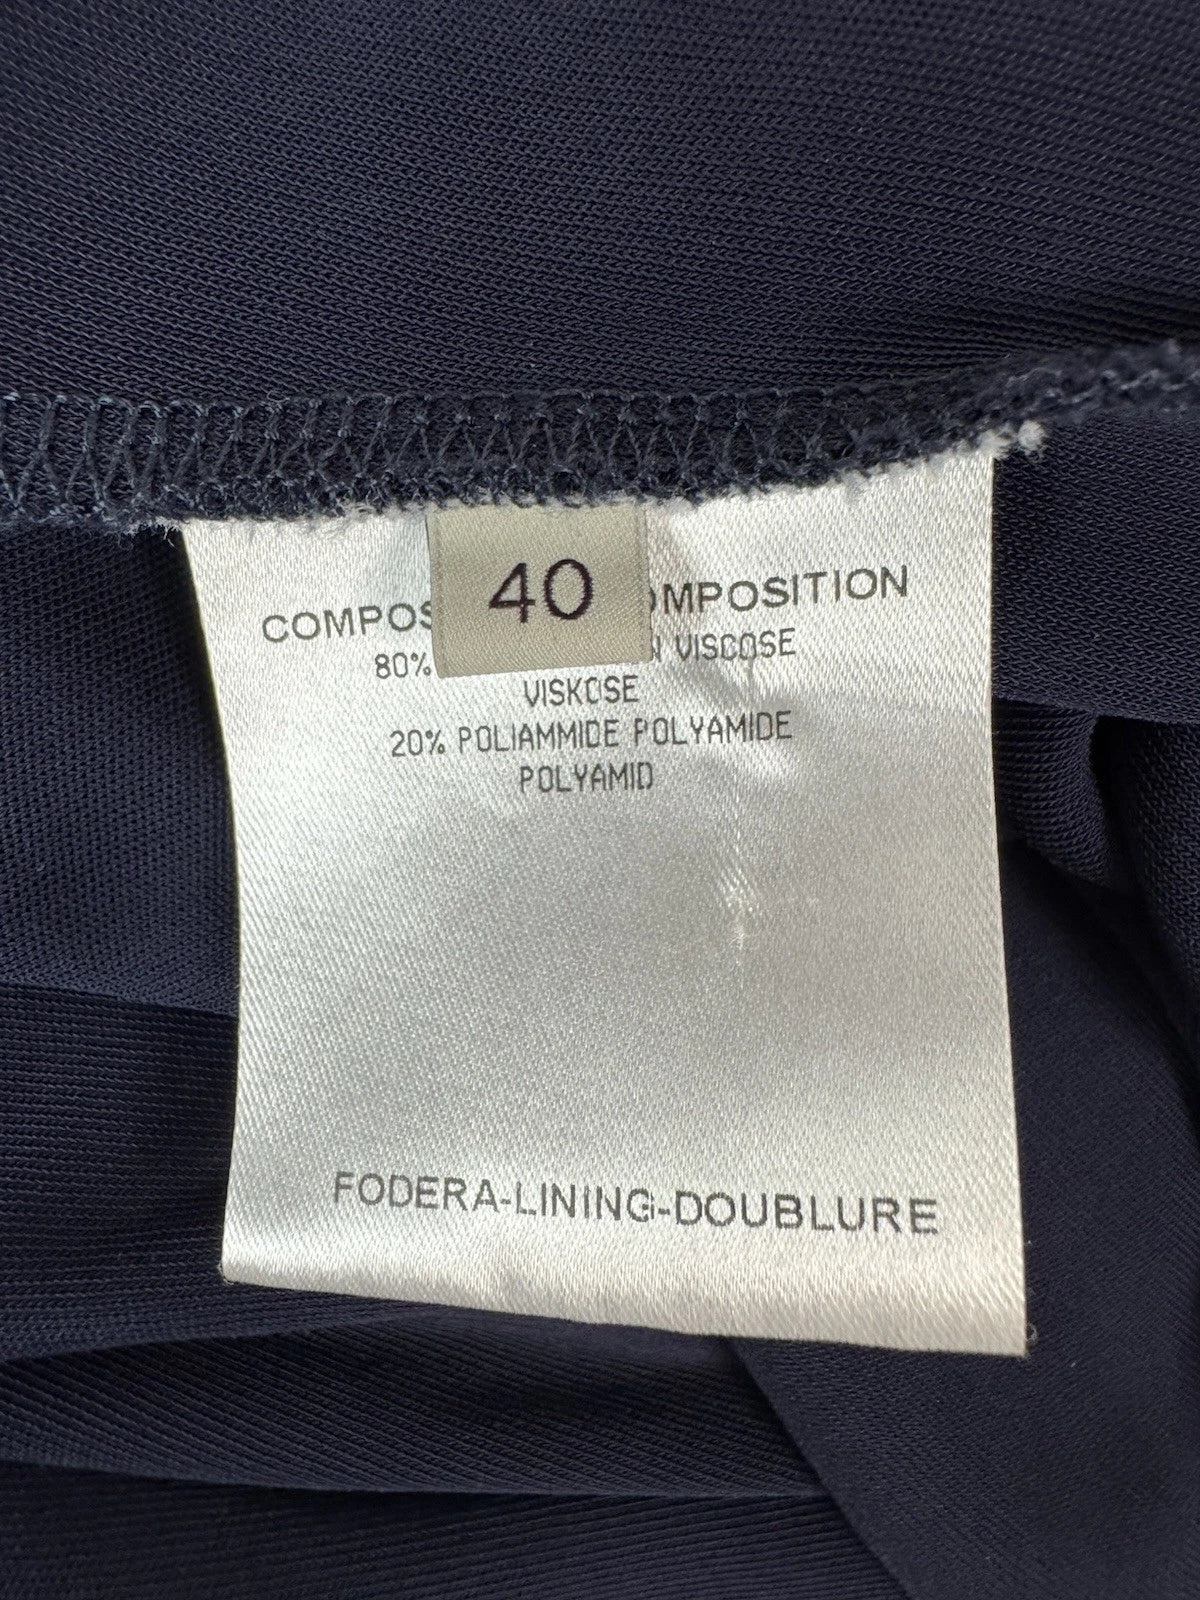 40
COMPOS OMPOSITION
80% N VISCOSE
VISKOSE
20% POLIAMMIDE POLYAMIDE
POLYAMID
FODERA-LINING-DOUBLURE